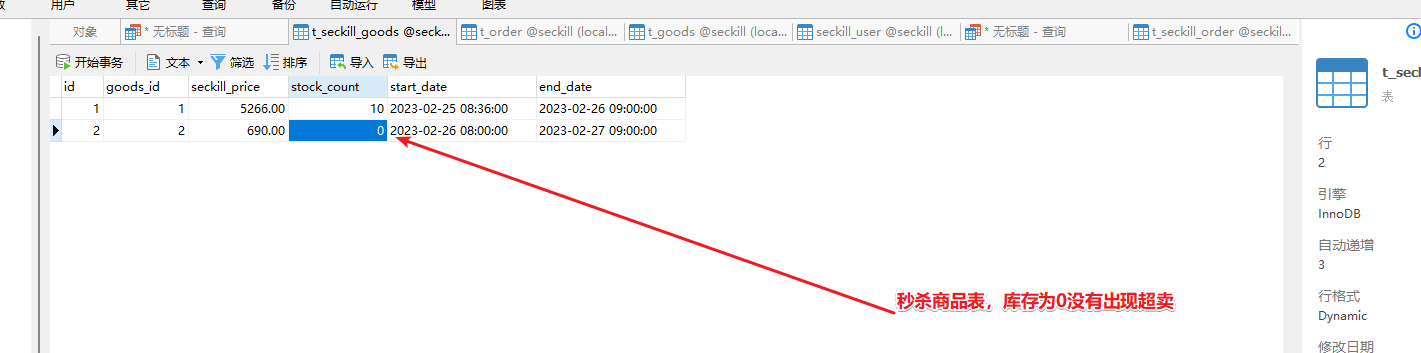 用户 其它 查询 备份 自动运行 模型 图表
对象 * 无标题 - 查询 t_seckill_goods @seck... t_order @seckill (local... t_goods @seckill (loc... seckill_user @seckill (l... * 无标题 - 查询 t_seckill_order @seckil...
开始事务 文本 筛选 排序 导入 导出
id goods_id seckill_price stock_count start_date end_date
1 1 5266.00 10 2023-02-25 08:36:00 2023-02-26 09:00:00
2 2 690.00 0 2023-02-26 08:00:00 2023-02-27 09:00:00
秒杀商品表，库存为0没有出现超卖
t_seck
表
行
2
引擎
InnoDB
自动递增
3
行格式
Dynamic
修改日期